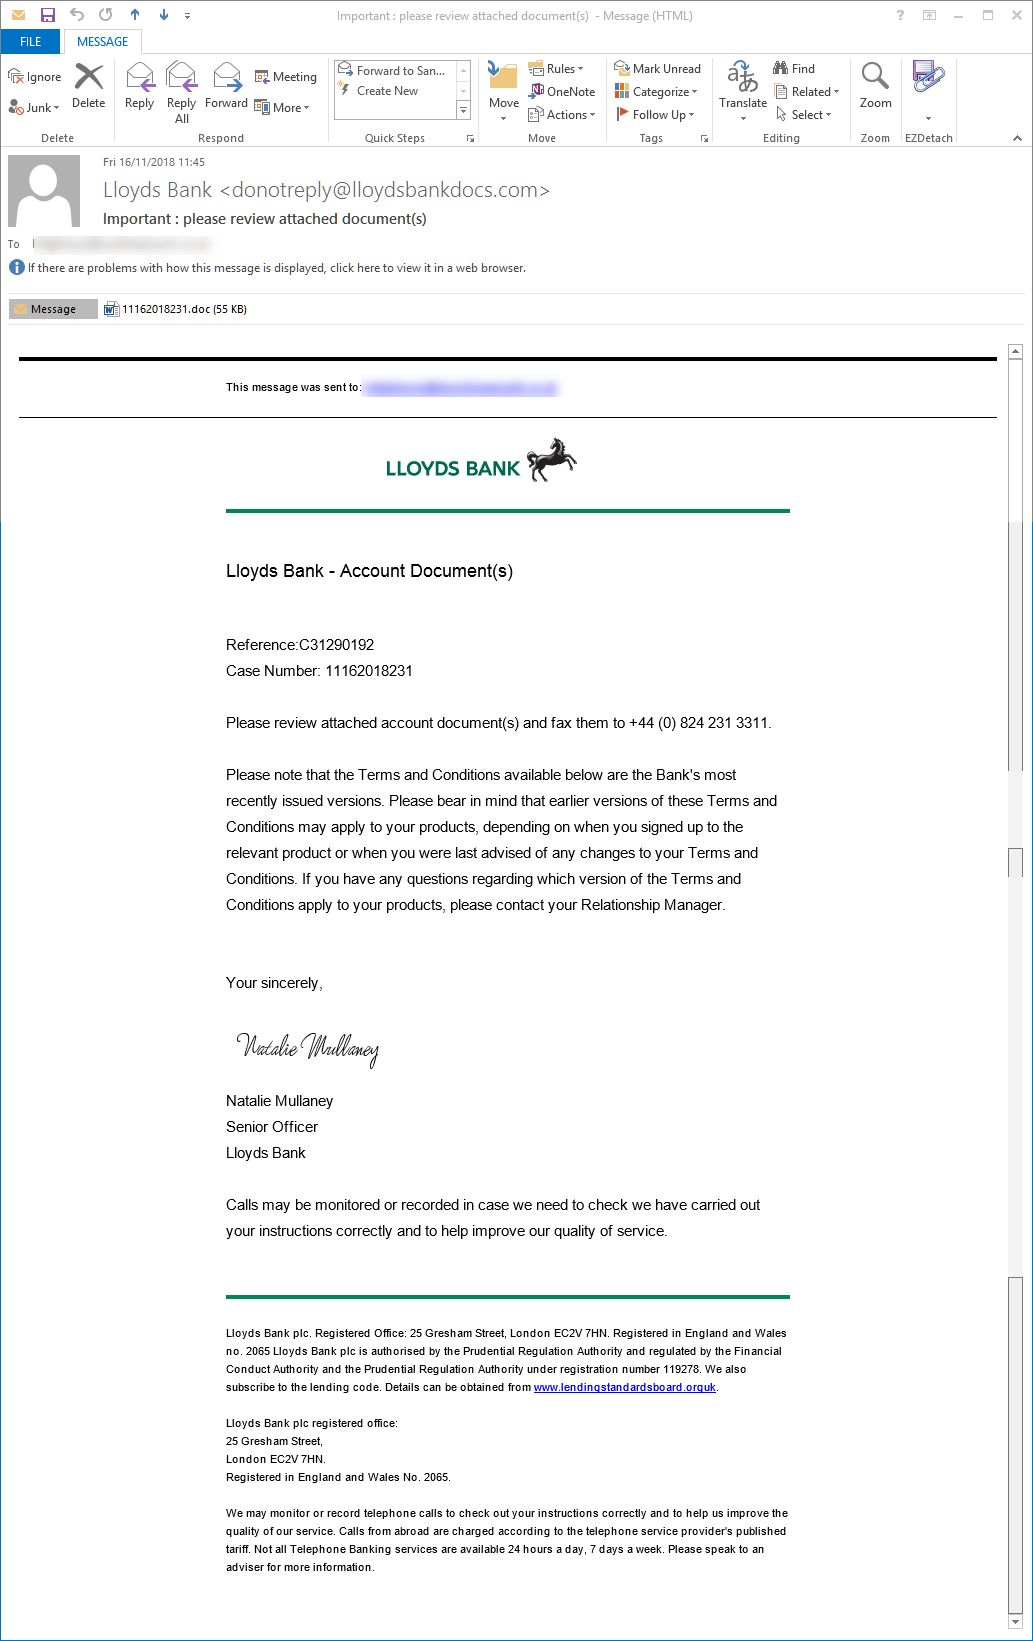 Important : please review attached document(s) - Message (HTML)
FILE MESSAGE
Ignore
Junk
Delete
Reply
Reply All
Forward
Meeting
More
Forward to San...
Create New
Move
Rules
OneNote
Actions
Mark Unread
Categorize
Follow Up
Translate
Find
Related
Select
Zoom
Delete Respond Quick Steps Move Tags Editing Zoom EZDetach
Fri 16/11/2018 11:45
Lloyds Bank <donotreply@lloydsbankdocs.com>
Important : please review attached document(s)
To
If there are problems with how this message is displayed, click here to view it in a web browser.
Message 11162018231.doc (55 KB)
This message was sent to:
LLOYDS BANK
Lloyds Bank - Account Document(s)
Reference:C31290192
Case Number: 11162018231
Please review attached account document(s) and fax them to +44 (0) 824 231 3311.
Please note that the Terms and Conditions available below are the Bank's most
recently issued versions. Please bear in mind that earlier versions of these Terms and
Conditions may apply to your products, depending on when you signed up to the
relevant product or when you were last advised of any changes to your Terms and
Conditions. If you have any questions regarding which version of the Terms and
Conditions apply to your products, please contact your Relationship Manager.
Your sincerely,
Natalie Mullaney
Natalie Mullaney
Senior Officer
Lloyds Bank
Calls may be monitored or recorded in case we need to check we have carried out
your instructions correctly and to help improve our quality of service.
Lloyds Bank plc. Registered Office: 25 Gresham Street, London EC2V 7HN. Registered in England and Wales
no. 2065 Lloyds Bank plc is authorised by the Prudential Regulation Authority and regulated by the Financial
Conduct Authority and the Prudential Regulation Authority under registration number 119278. We also
subscribe to the lending code. Details can be obtained from www.lendingstandardsboard.orguk.
Lloyds Bank plc registered office:
25 Gresham Street,
London EC2V 7HN.
Registered in England and Wales No. 2065.
We may monitor or record telephone calls to check out your instructions correctly and to help us improve the
quality of our service. Calls from abroad are charged according to the telephone service provider's published
tariff. Not all Telephone Banking services are available 24 hours a day, 7 days a week. Please speak to an
adviser for more information.